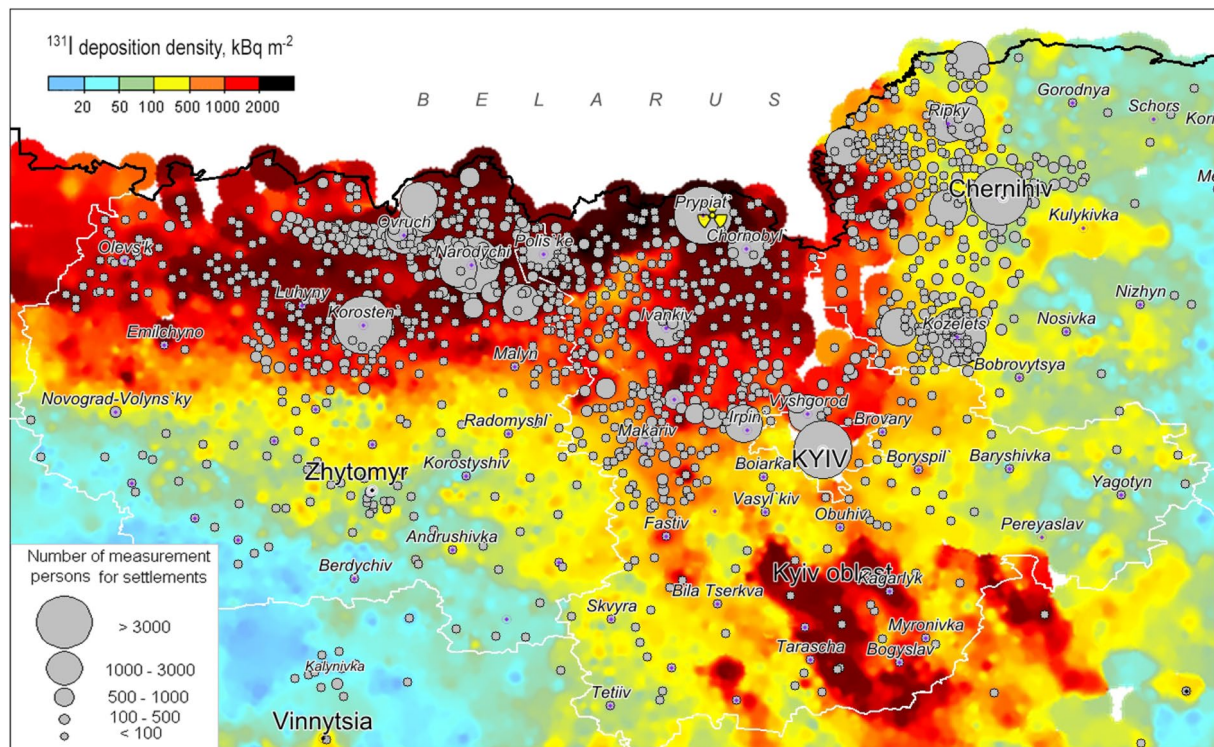 131I deposition density, kBq m-2
20 50 100 500 1000 2000
B E L A R U S
Gorodnya
Schors
Ripky
Prypiat`
Chernihiv
Ovruch
Chornobyl`
Kulykivka
Olevs`k
Narodychi
Polis`ke
Luhyny
Nizhyn
Korosten`
Ivankiv
Kozelets
Nosivka
Emilchyno
Malyn
Bobrovytsya
Novograd-Volyns`ky
Vyshgorod
Radomyshl`
Irpin
Brovary
Makariv
KYIV
Zhytomyr
Korostyshiv
Boiarka
Boryspil`
Baryshivka
Vasyl`kiv
Yagotyn
Fastiv
Obuhiv
Pereyaslav
Andrushivka
Number of measurement
persons for settlements
Berdychiv
Kyiv oblast
Kagarlyk
> 3000
Skvyra
Bila Tserkva
Myronivka
1000 - 3000
Kalynivka
Tarascha
Bogyslav
500 - 1000
Tetiiv
100 - 500
Vinnytsia
< 100